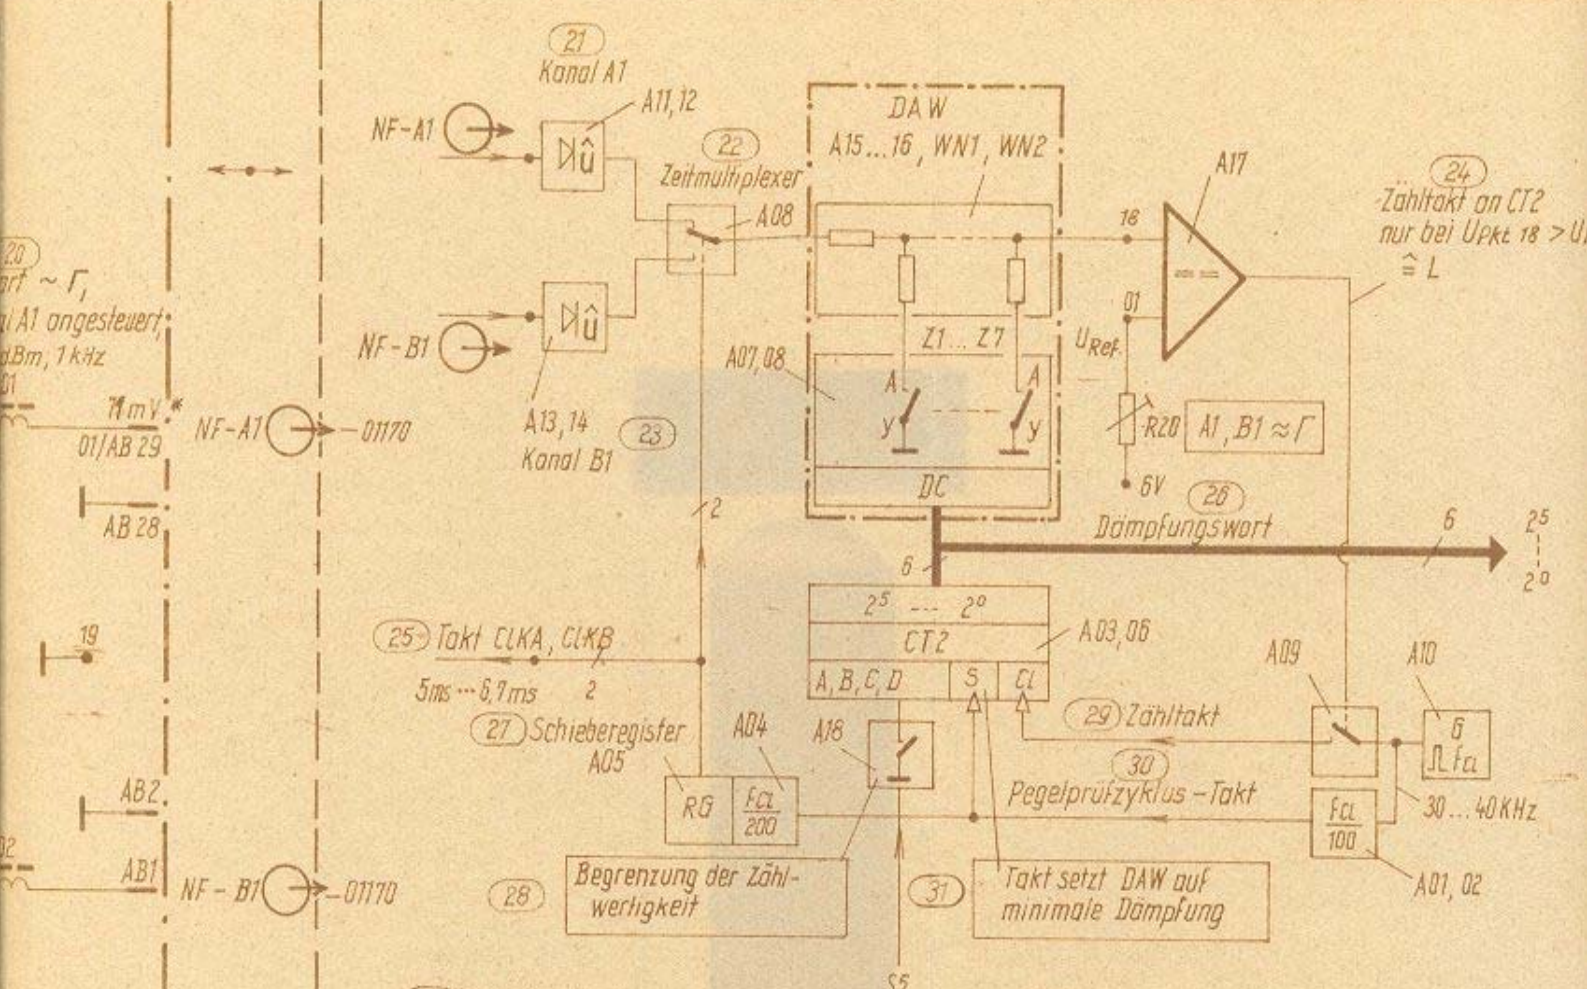 21
Kanal A1
A11,12
NF-A1
22
Zeitmultiplexer
A08
DAW
A15...16, WN1, WN2
A17
24
Zähltakt an CT2
nur bei UPkt 18 >
≙ L
18
01
URef.
20
~ Γ,
A1 angesteuert;
dBm, 1kHz
01
mV *
01/AB 29
AB 28
NF-A1
01170
NF-B1
A13,14
Kanal B1
23
A07,08
Z1...Z7
A
A
y
y
DC
R20
A1, B1 ≈ Γ
6V
26
Dämpfungswort
6
6
2⁵
2⁰
2
2⁵ --- 2⁰
CT2
A03,06
A,B,C,D
S
Cl
25
Takt CLKA, CLKB
5ms...6,7ms
2
19
27
Schieberegister
A05
A04
A18
29
Zähltakt
A09
A10
G
fCl
30
Pegelprüfzyklus-Takt
30...40KHz
RG
fCl
200
fCl
100
A01, 02
AB2
AB1
NF-B1
01170
28
Begrenzung der Zähl-
wertigkeit
31
Takt setzt DAW auf
minimale Dämpfung
S5